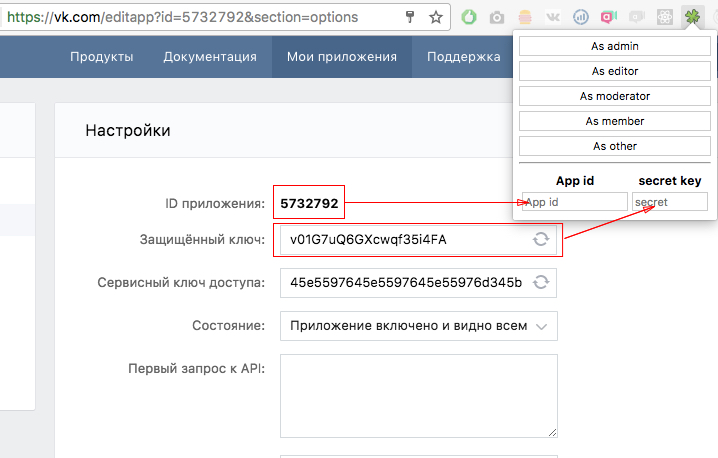 https://vk.com/editapp?id=5732792&section=options
Продукты Документация Мои приложения Поддержка
As admin
As editor
As moderator
As member
As other
App id secret key
App id secret
Настройки
ID приложения: 5732792
Защищённый ключ: v01G7uQ6GXcwqf35i4FA
Сервисный ключ доступа: 45e5597645e5597645e55976d345b
Состояние: Приложение включено и видно всем
Первый запрос к API: